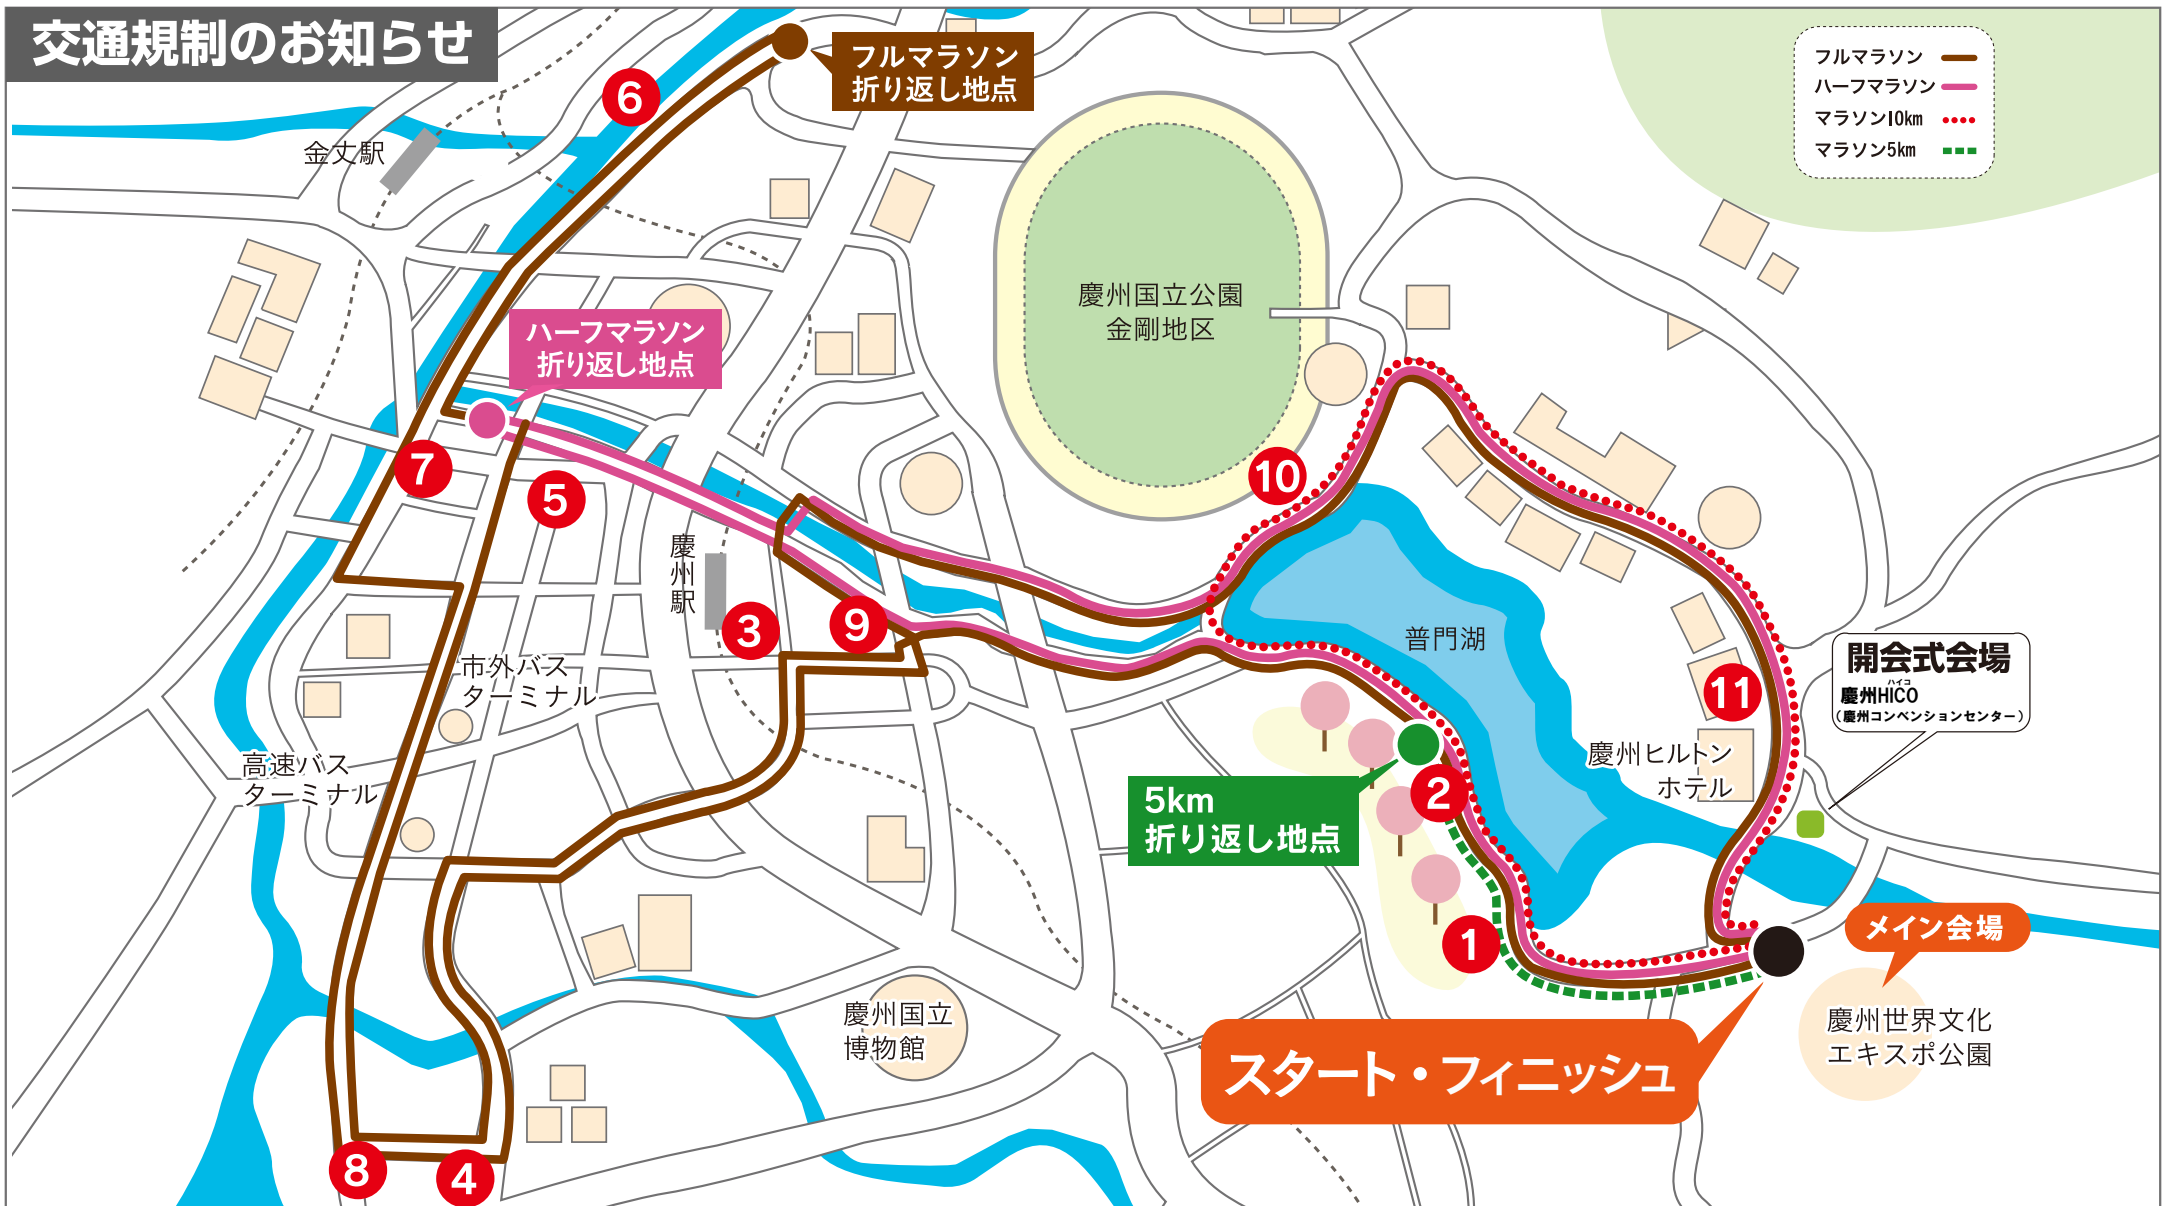 交通規制のお知らせ
フルマラソン
折り返し地点
フルマラソン
ハーフマラソン
マラソン10km
マラソン5km
6
金丈駅
慶州国立公園
金剛地区
ハーフマラソン
折り返し地点
7
5
10
慶州駅
3
9
普門湖
市外バス
ターミナル
高速バス
ターミナル
11
開会式会場
ハイコ
慶州HICO
(慶州コンベンションセンター)
慶州ヒルトン
ホテル
5km
折り返し地点
2
1
メイン会場
慶州国立
博物館
慶州世界文化
エキスポ公園
スタート・フィニッシュ
8
4